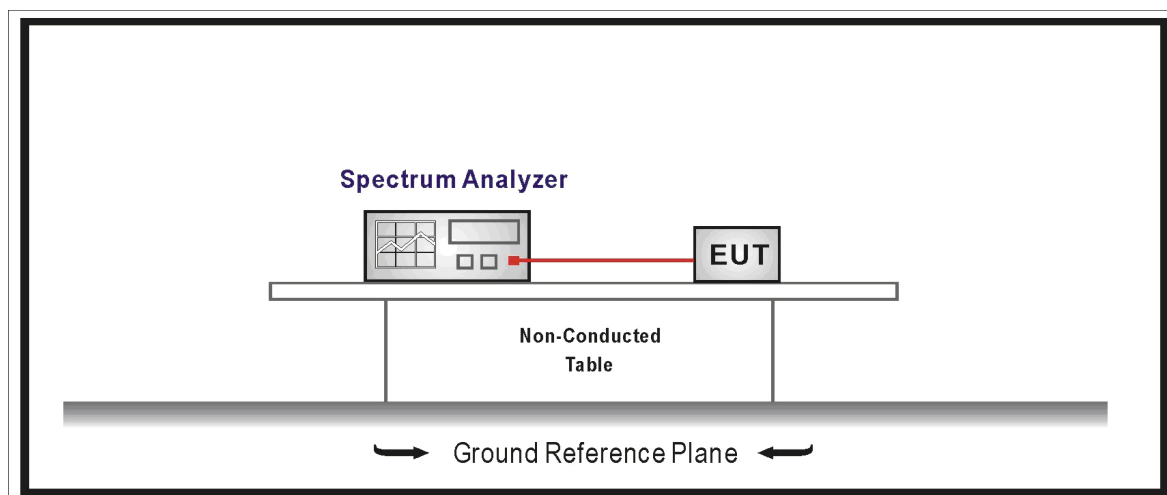 Spectrum Analyzer
EUT
Non-Conducted
Table
Ground Reference Plane